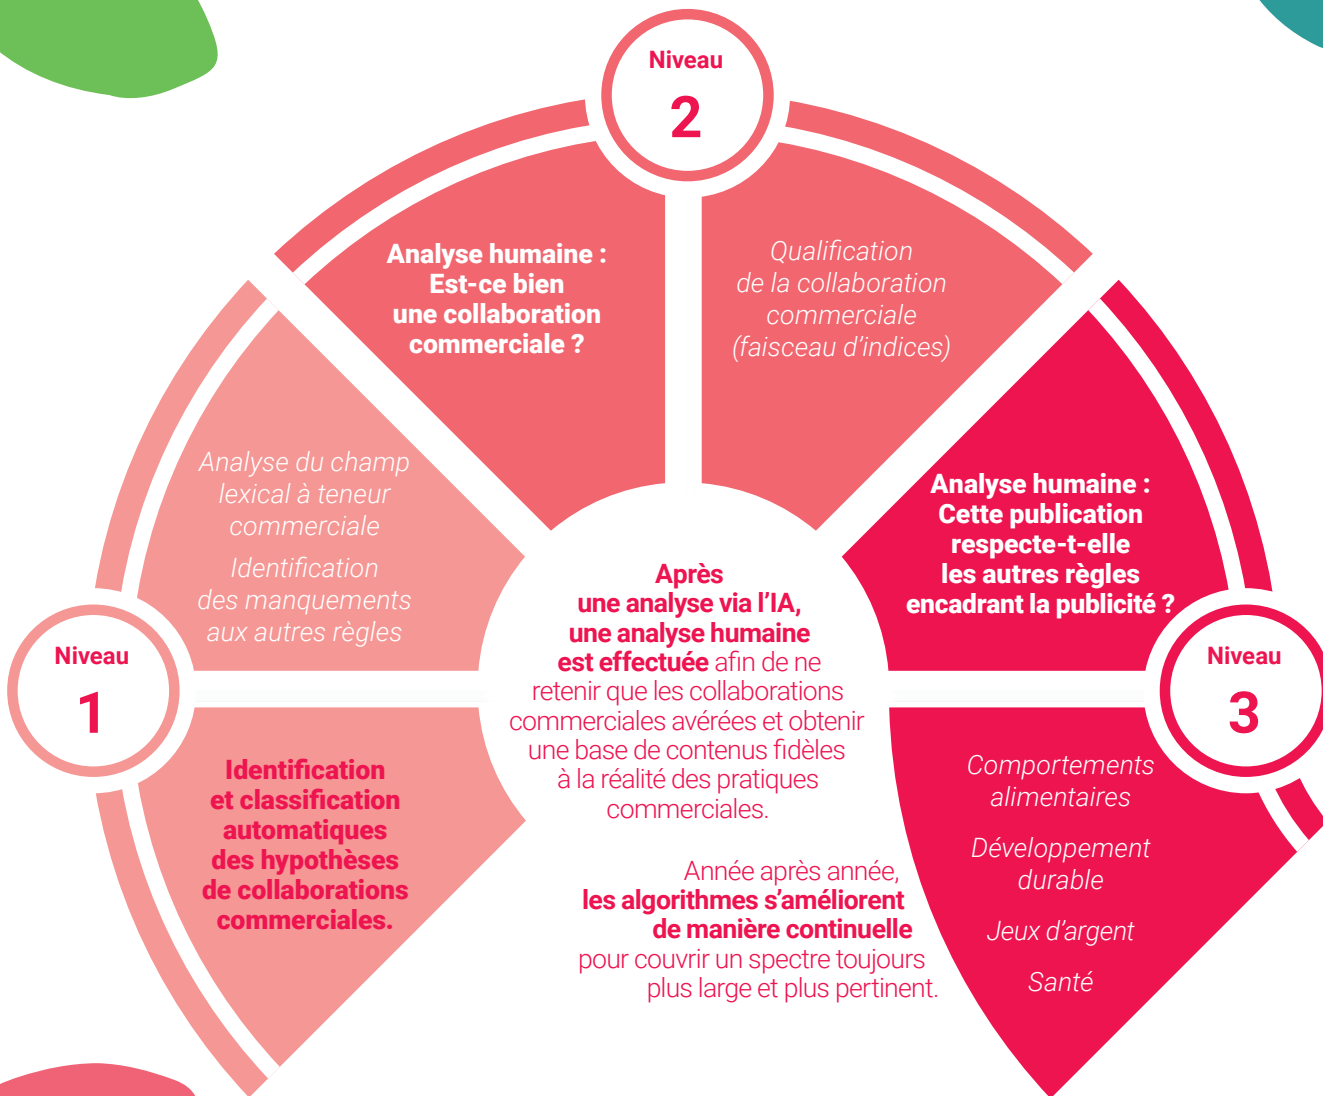 Niveau
1
Identification
et classification
automatiques
des hypothèses
de collaborations
commerciales.
Analyse du champ
lexical à teneur
commerciale
Identification
des manquements
aux autres règles
Niveau
2
Analyse humaine :
Est-ce bien
une collaboration
commerciale ?
Qualification
de la collaboration
commerciale
(faisceau d’indices)
Niveau
3
Analyse humaine :
Cette publication
respecte-t-elle
les autres règles
encadrant la publicité ?
Comportements
alimentaires
Développement
durable
Jeux d’argent
Santé
Après
une analyse via l’IA,
une analyse humaine
est effectuée afin de ne
retenir que les collaborations
commerciales avérées et obtenir
une base de contenus fidèles
à la réalité des pratiques
commerciales.
Année après année,
les algorithmes s’améliorent
de manière continuelle
pour couvrir un spectre toujours
plus large et plus pertinent.